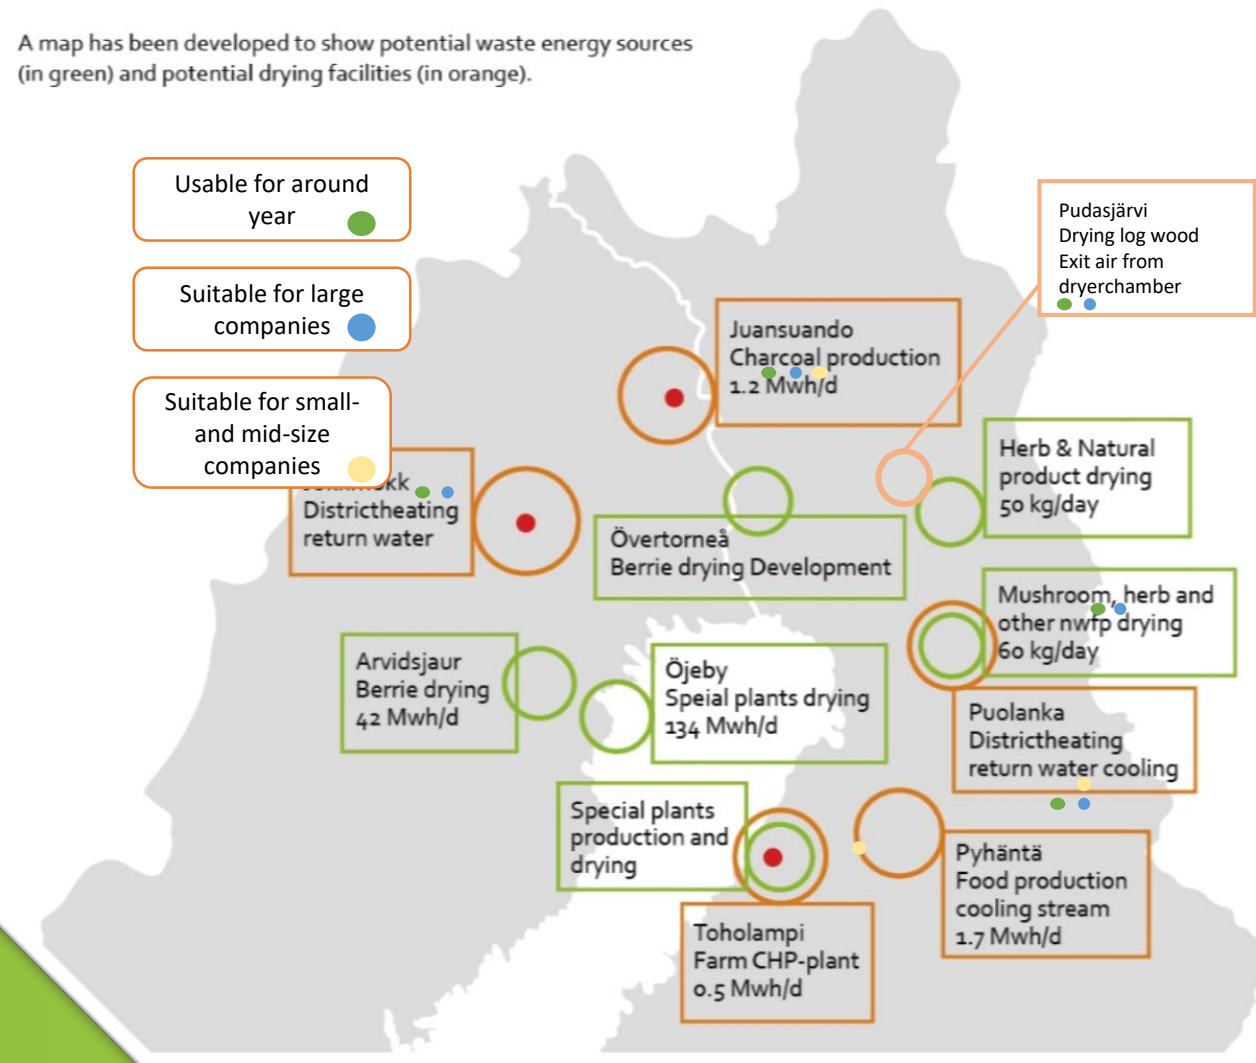 A map has been developed to show potential waste energy sources
(in green) and potential drying facilities (in orange).
Usable for around
year
Suitable for large
companies
Suitable for small-
and mid-size
companies
Pudasjärvi
Drying log wood
Exit air from
dryerchamber
Juansuando
Charcoal production
1.2 Mwh/d
Districtheating
return water
Övertorneå
Berrie drying Development
Herb & Natural
product drying
50 kg/day
Mushroom, herb and
other nwfp drying
60 kg/day
Arvidsjaur
Berrie drying
42 Mwh/d
Öjeby
Speial plants drying
134 Mwh/d
Puolanka
Districtheating
return water cooling
Special plants
production and
drying
Pyhäntä
Food production
cooling stream
1.7 Mwh/d
Toholampi
Farm CHP-plant
0.5 Mwh/d